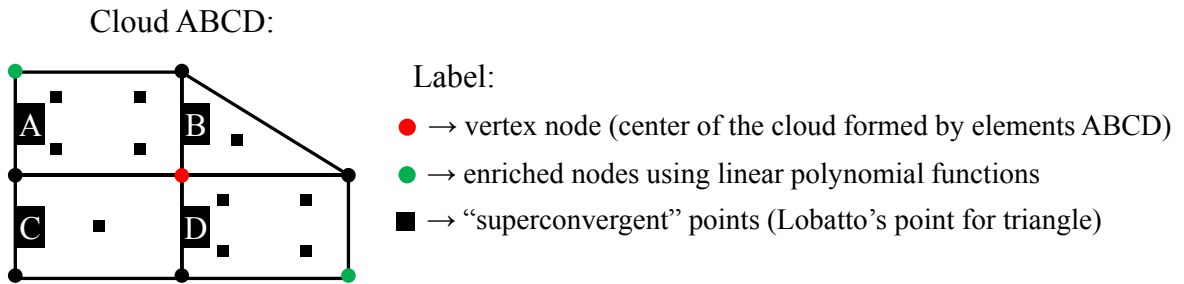 Cloud ABCD:
Label:
A
B
→ vertex node (center of the cloud formed by elements ABCD)
→ enriched nodes using linear polynomial functions
C
D
→ “superconvergent” points (Lobatto’s point for triangle)